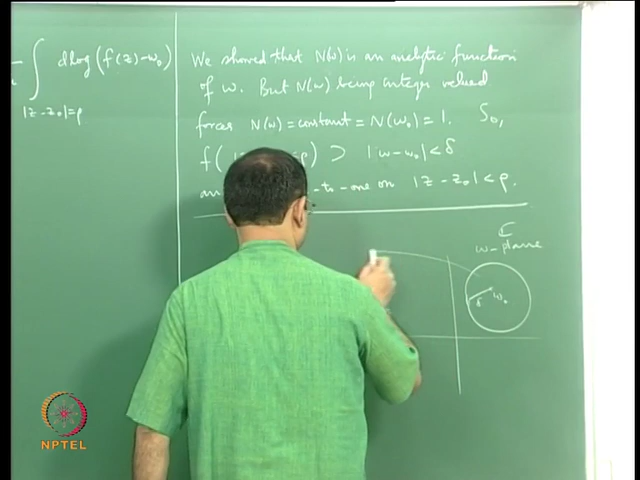 ∫ dlog(f(z)-w₀)
|z-z₀|=ρ
We showed that N(w) is an analytic function
of w. But N(w) being integer valued
forces N(w) = constant = N(w₀) = 1. So,
f( ρ) ⊃ |w-w₀|<δ
-to-one on |z-z₀|<ρ.
ℂ
w-plane
δ w₀
NPTEL